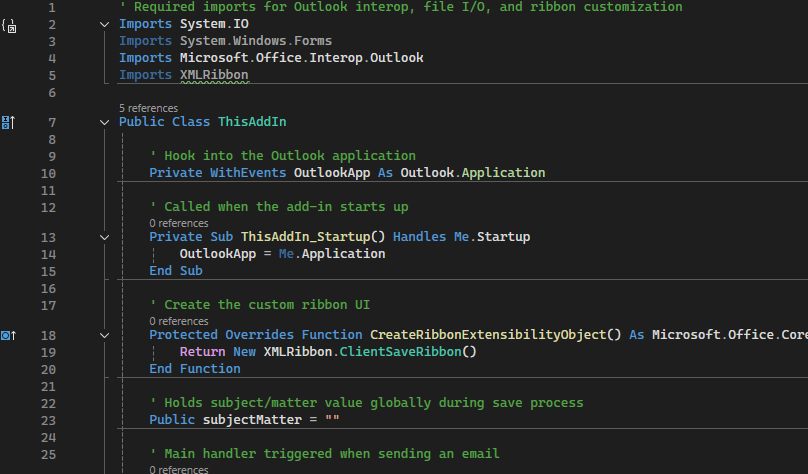 1 ' Required imports for Outlook interop, file I/O, and ribbon customization
2 Imports System.IO
3 Imports System.Windows.Forms
4 Imports Microsoft.Office.Interop.Outlook
5 Imports XMLRibbon
6
5 references
7 Public Class ThisAddIn
8
9 ' Hook into the Outlook application
10 Private WithEvents OutlookApp As Outlook.Application
11
12 ' Called when the add-in starts up
0 references
13 Private Sub ThisAddIn_Startup() Handles Me.Startup
14 OutlookApp = Me.Application
15 End Sub
16
17 ' Create the custom ribbon UI
0 references
18 Protected Overrides Function CreateRibbonExtensibilityObject() As Microsoft.Office.Core
19 Return New XMLRibbon.ClientSaveRibbon()
20 End Function
21
22 ' Holds subject/matter value globally during save process
23 Public subjectMatter = ""
24
25 ' Main handler triggered when sending an email
0 references